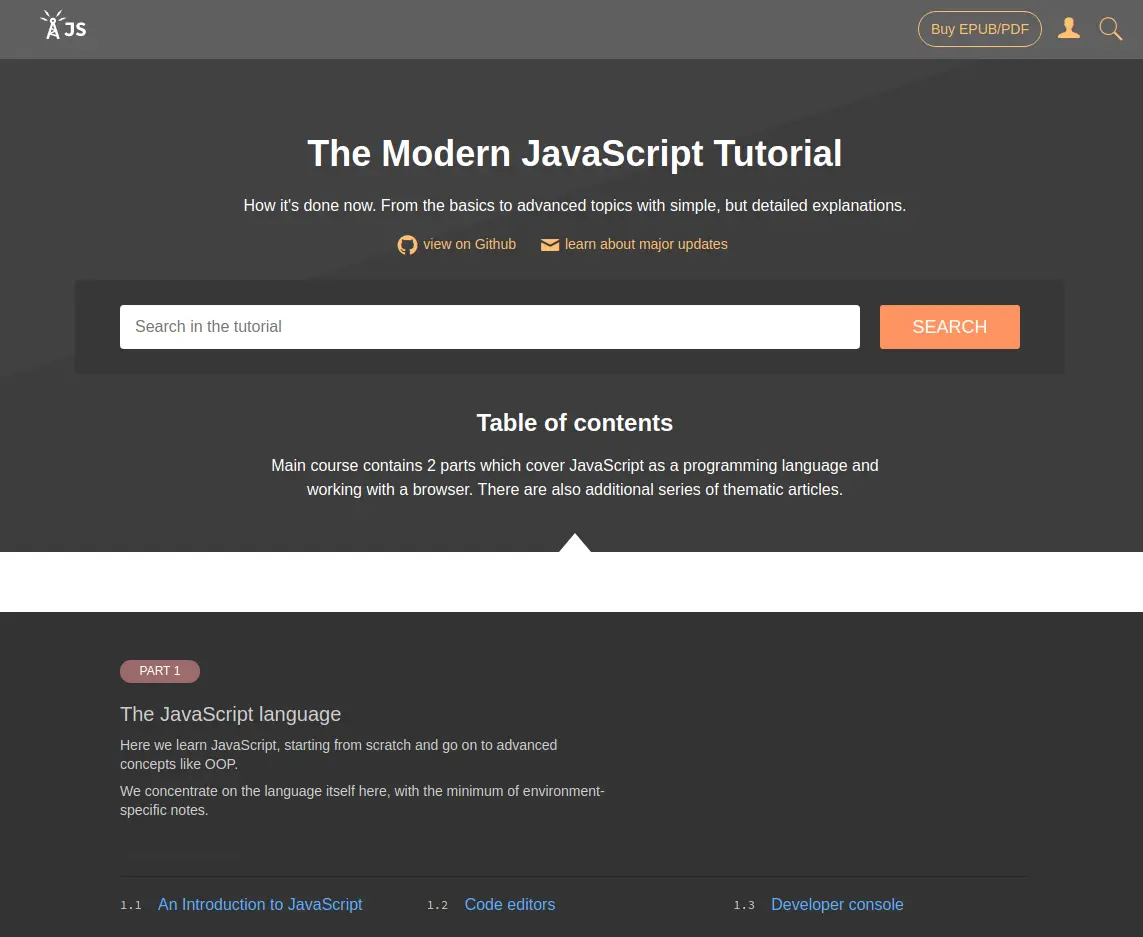 JS
Buy EPUB/PDF
The Modern JavaScript Tutorial
How it's done now. From the basics to advanced topics with simple, but detailed explanations.
view on Github learn about major updates
Search in the tutorial SEARCH
Table of contents
Main course contains 2 parts which cover JavaScript as a programming language and
working with a browser. There are also additional series of thematic articles.
PART 1
The JavaScript language
Here we learn JavaScript, starting from scratch and go on to advanced
concepts like OOP.
We concentrate on the language itself here, with the minimum of environment-
specific notes.
1.1 An Introduction to JavaScript 1.2 Code editors 1.3 Developer console